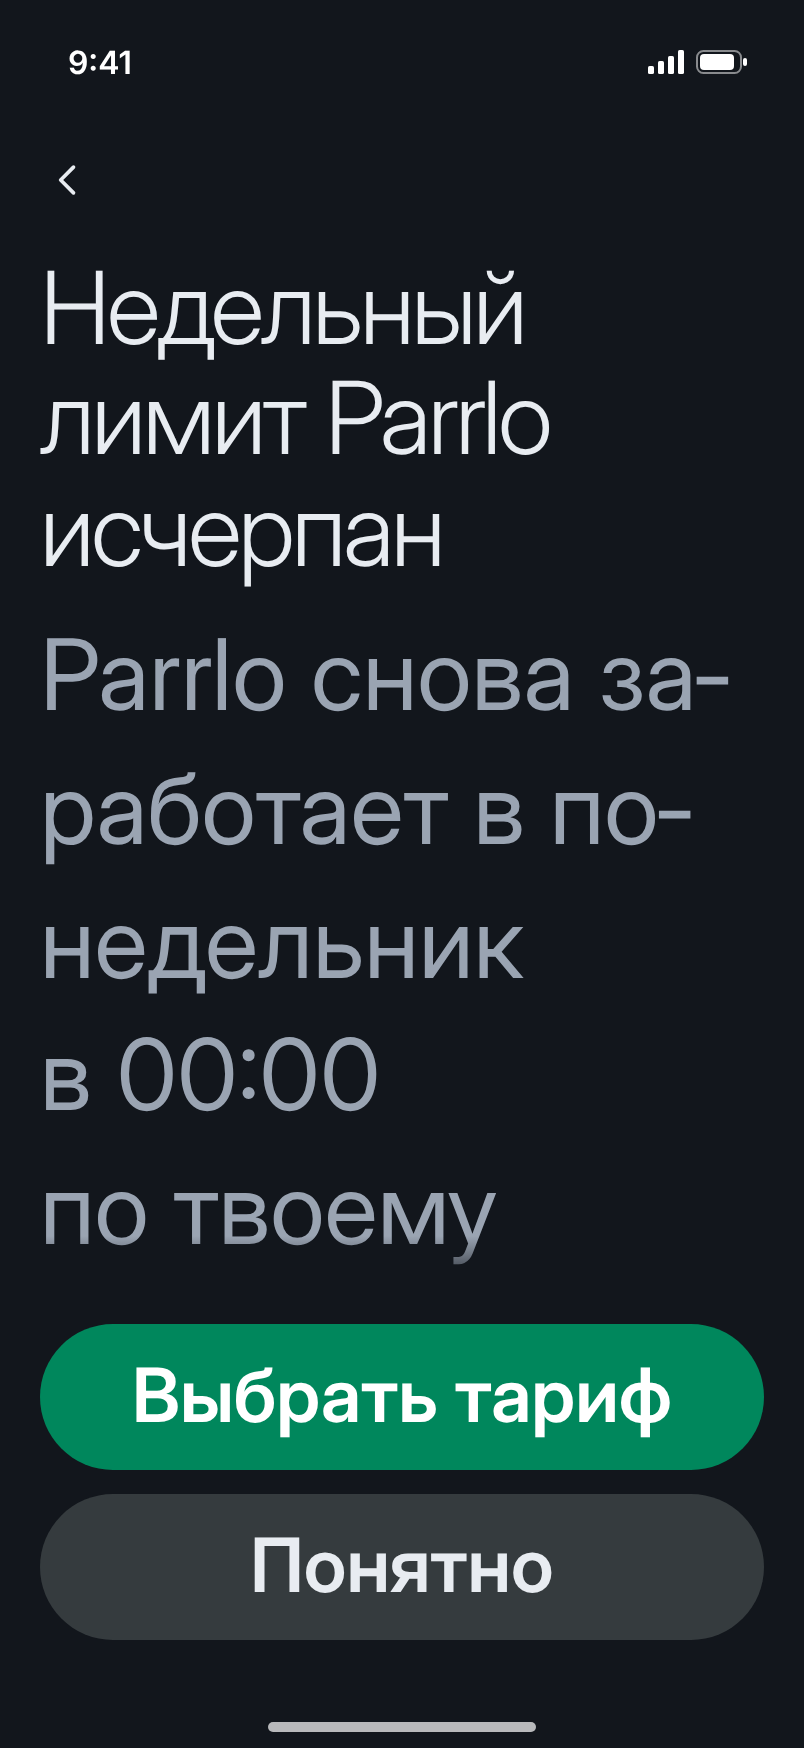 9:41
Недельный
лимит Parrlo
исчерпан
Parrlo снова за-
работает в по-
недельник
в 00:00
по твоему
Выбрать тариф
Понятно